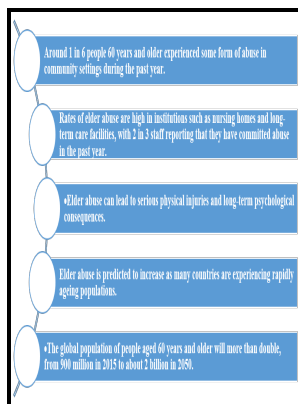 Around 1 in 6 people 60 years and older experienced some form of abuse in
community settings during the past year.
Rates of elder abuse are high in institutions such as nursing homes and long-
term care facilities, with 2 in 3 staff reporting that they have committed abuse
in the past year.
•Elder abuse can lead to serious physical injuries and long-term psychological
consequences.
Elder abuse is predicted to increase as many countries are experiencing rapidly
ageing populations.
•The global population of people aged 60 years and older will more than double,
from 900 million in 2015 to about 2 billion in 2050.